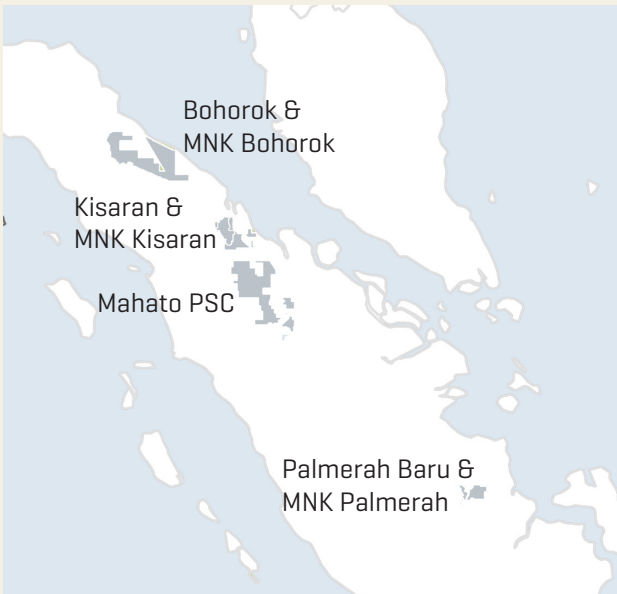 Bohorok &
MNK Bohorok
Kisaran &
MNK Kisaran
Mahato PSC
Palmerah Baru &
MNK Palmerah